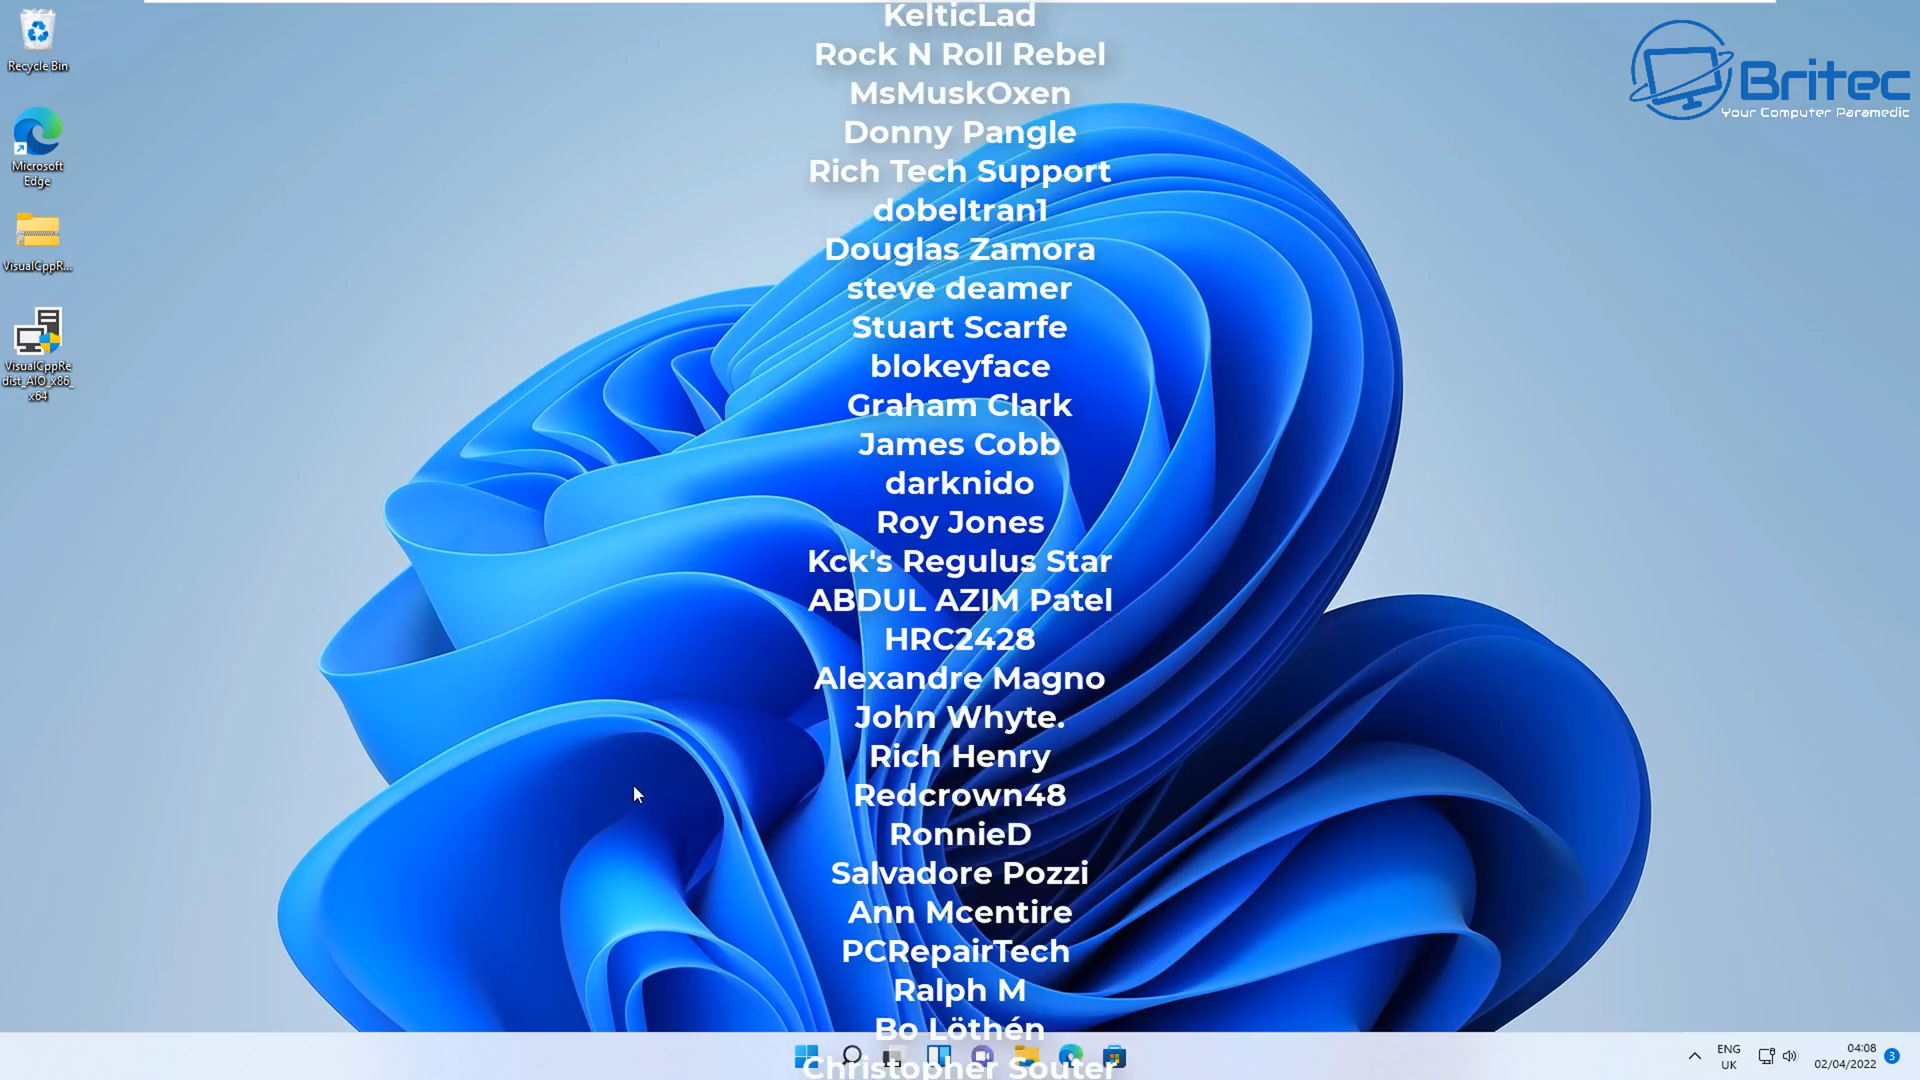 KelticLad
Rock N Roll Rebel
MsMuskOxen
Donny Pangle
Rich Tech Support
dobeltran1
Douglas Zamora
steve deamer
Stuart Scarfe
blokeyface
Graham Clark
James Cobb
darknido
Roy Jones
Kck's Regulus Star
ABDUL AZIM Patel
HRC2428
Alexandre Magno
John Whyte.
Rich Henry
Redcrown48
RonnieD
Salvadore Pozzi
Ann Mcentire
PCRepairTech
Ralph M
Bo Löthén
Christopher Souter
Britec
Your Computer Paramedic
Recycle Bin
Microsoft
Edge
VisualCppR...
VisualCppRe
dist_AIO_x86_
x64
ENG
UK
04:08
02/04/2022
3